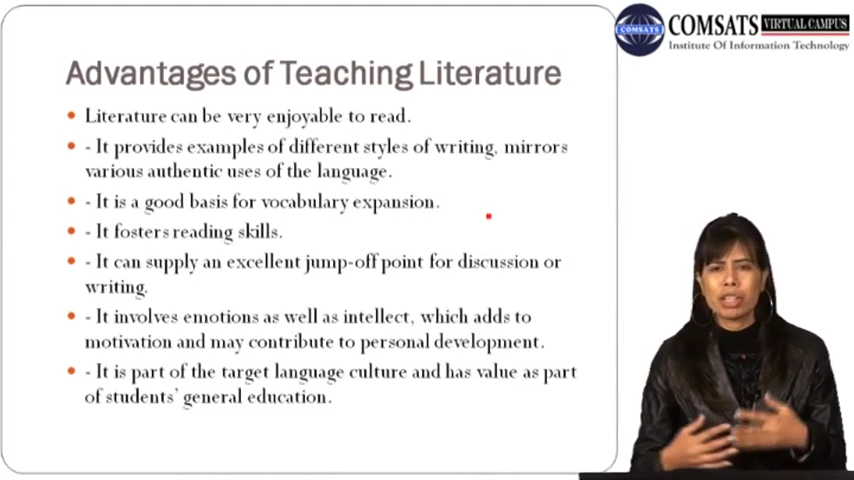 COMSATS VIRTUAL CAMPUS
COMSATS
Institute Of Information Technology
Advantages of Teaching Literature
• Literature can be very enjoyable to read.
• - It provides examples of different styles of writing, mirrors
various authentic uses of the language.
• - It is a good basis for vocabulary expansion.
• - It fosters reading skills.
• - It can supply an excellent jump-off point for discussion or
writing.
• - It involves emotions as well as intellect, which adds to
motivation and may contribute to personal development.
• - It is part of the target language culture and has value as part
of students' general education.